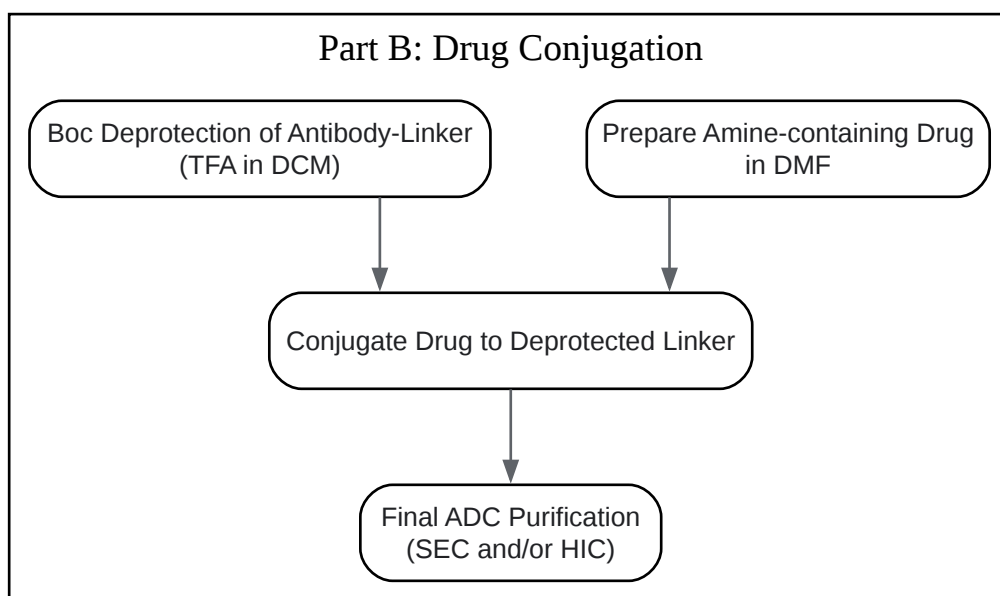 Part B: Drug Conjugation
Boc Deprotection of Antibody-Linker
(TFA in DCM)
Prepare Amine-containing Drug
in DMF
Conjugate Drug to Deprotected Linker
Final ADC Purification
(SEC and/or HIC)